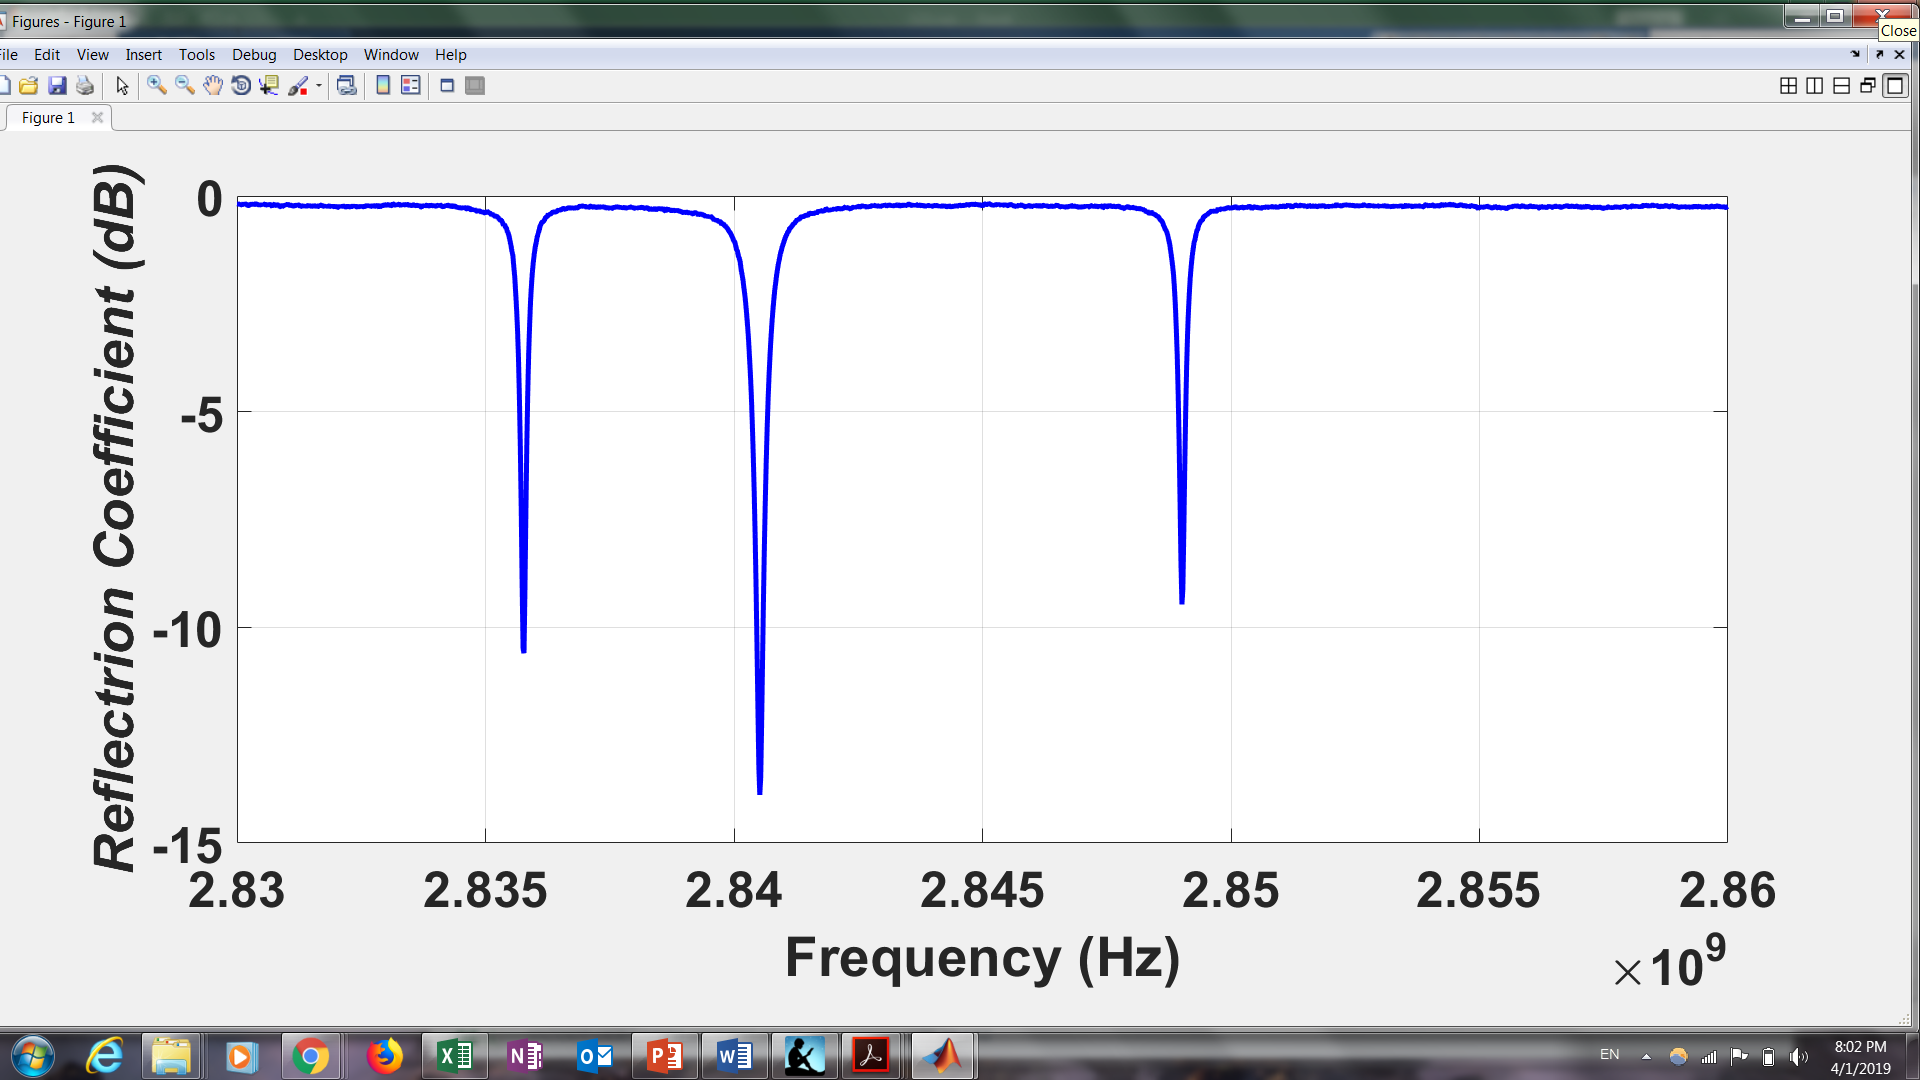 Figures - Figure 1
Close
File Edit View Insert Tools Debug Desktop Window Help
Figure 1
Reflectrion Coefficient (dB)
0
-5
-10
-15
2.83 2.835 2.84 2.845 2.85 2.855 2.86
Frequency (Hz)
×10⁹
EN
8:02 PM
4/1/2019